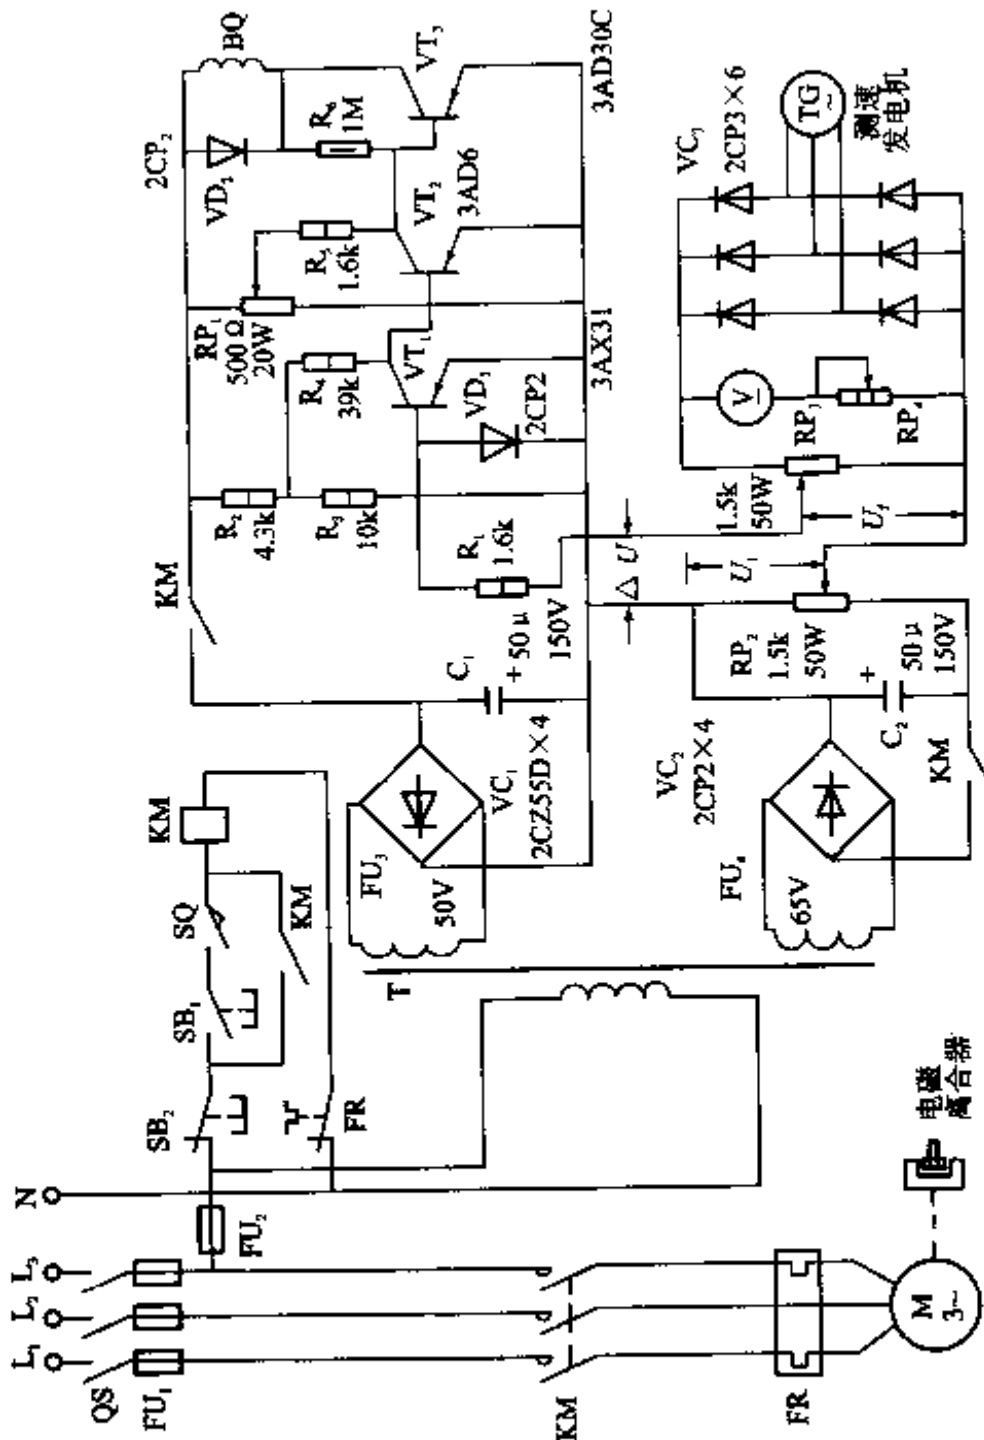 L₁
L₂
L₃
N
QS
FU₁
FU₂
KM
FR
M
3~
电磁
离合器
SB₂
SB₁
SQ
KM
KM
FR
T
FU₃
50V
VC₁
2CZ55D×4
C₁
+
50μ
150V
KM
R₂
4.3k
R₃
10k
R₁
1.6k
R₄
39k
VT₁
VD₁
2CP2
3AX31
RP₁
500Ω
20W
R₅
1.6k
VT₂
3AD6
2CP₂
VD₂
R₆
1M
BQ
VT₃
3AD30C
FU₄
65V
VC₂
2CP2×4
C₂
+
50μ
150V
KM
RP₂
1.5k
50W
△U
U₁
U₂
1.5k
50W
RP₃
RP₄
V
VC₃
2CP3×6
TG
~
测速
发电机